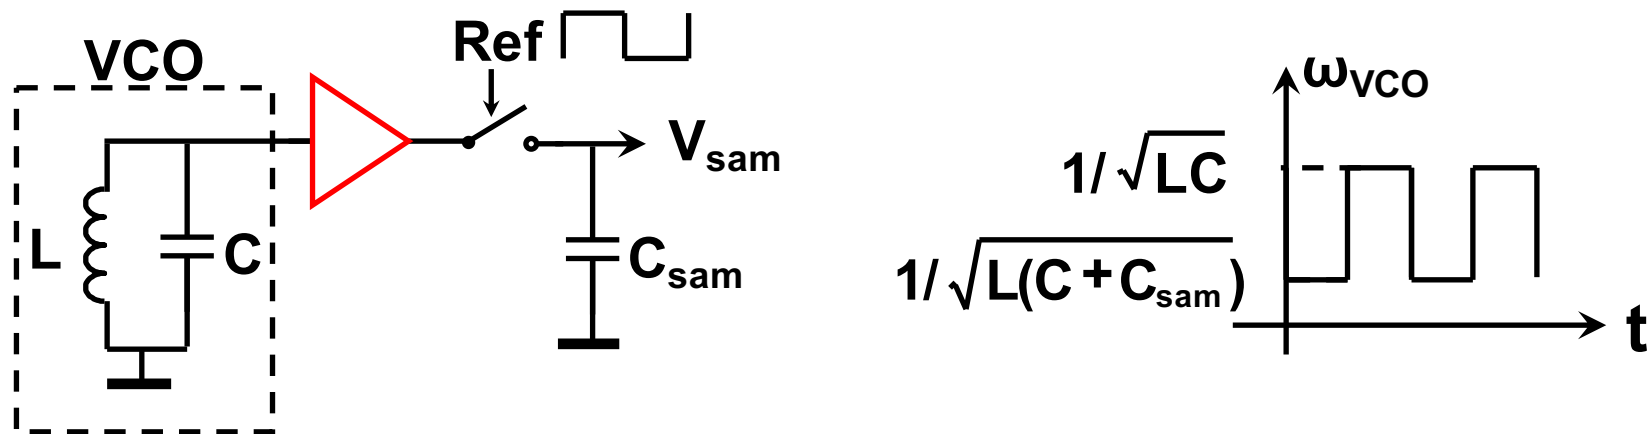 VCO
Ref
L
C
V_sam
C_sam
ω_VCO
1/√LC
1/√L(C+C_sam)
t